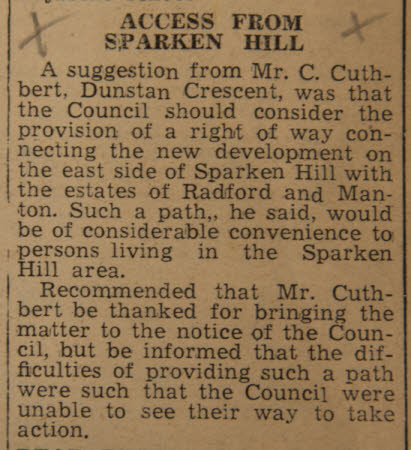 ACCESS FROM
SPARKEN HILL
A suggestion from Mr. C. Cuth-
bert, Dunstan Crescent, was that
the Council should consider the
provision of a right of way con-
necting the new development on
the east side of Sparken Hill with
the estates of Radford and Man-
ton. Such a path,, he said, would
be of considerable convenience to
persons living in the Sparken
Hill area.
Recommended that Mr. Cuth-
bert be thanked for bringing the
matter to the notice of the Coun-
cil, but be informed that the dif-
ficulties of providing such a path
were such that the Council were
unable to see their way to take
action.